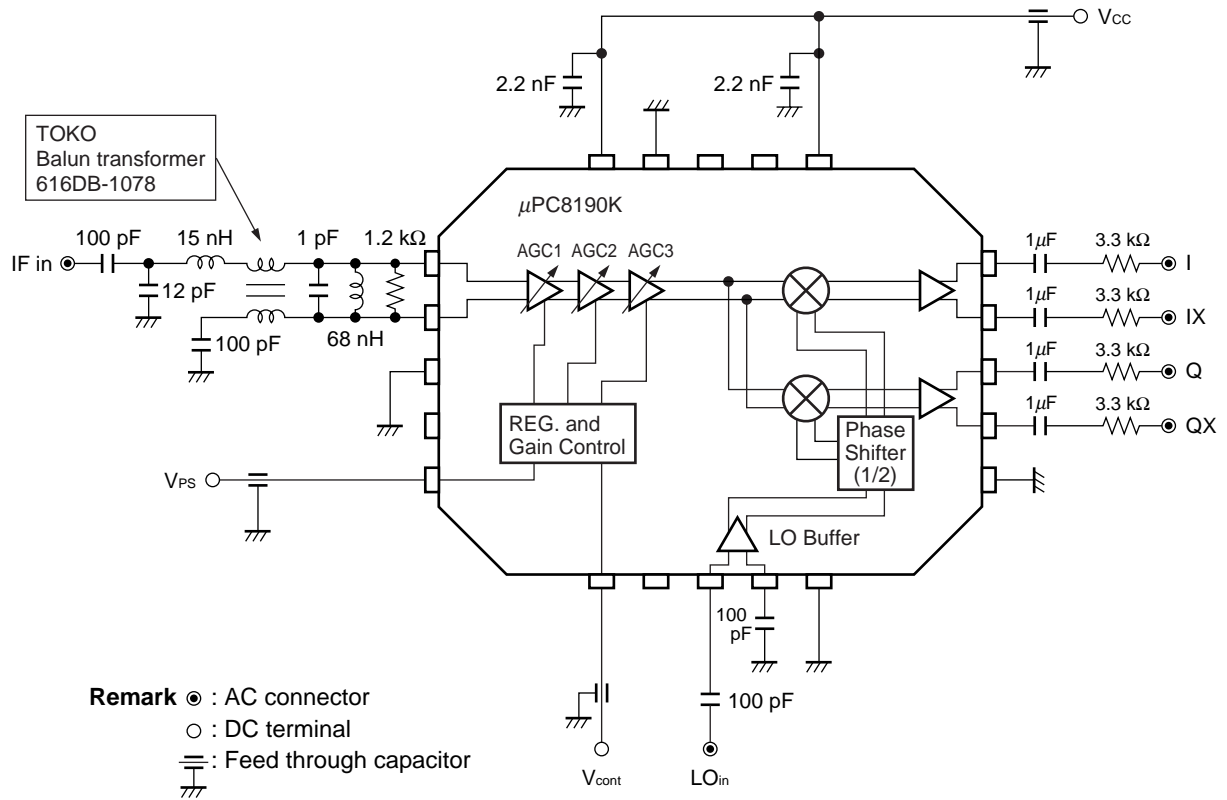 VCC
2.2 nF
2.2 nF
TOKO
Balun transformer
616DB-1078
µPC8190K
100 pF
15 nH
1 pF
1.2 kΩ
AGC1
AGC2
AGC3
1µF
3.3 kΩ
IF in
I
12 pF
1µF
3.3 kΩ
IX
100 pF
68 nH
1µF
3.3 kΩ
Q
1µF
3.3 kΩ
QX
REG. and
Gain Control
Phase
Shifter
(1/2)
VPS
LO Buffer
100
pF
100 pF
Remark : AC connector
: DC terminal
: Feed through capacitor
Vcont
LOin